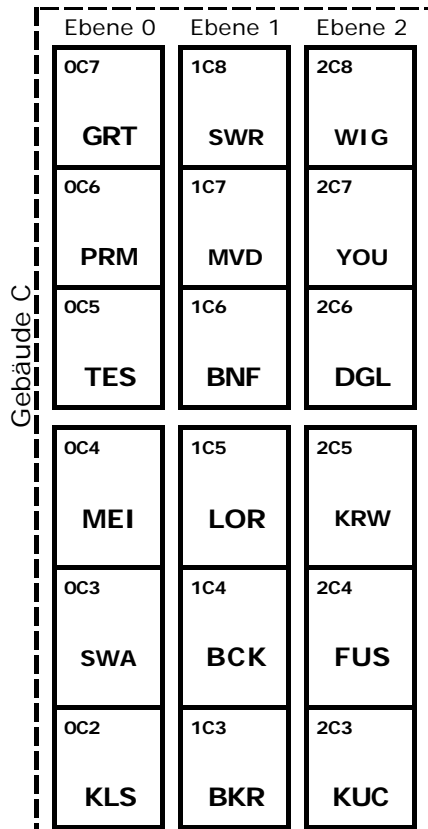 Ebene 0 Ebene 1 Ebene 2
0C7 1C8 2C8
GRT SWR WIG
0C6 1C7 2C7
PRM MVD YOU
0C5 1C6 2C6
TES BNF DGL
0C4 1C5 2C5
MEI LOR KRW
0C3 1C4 2C4
SWA BCK FUS
0C2 1C3 2C3
KLS BKR KUC
Gebäude C